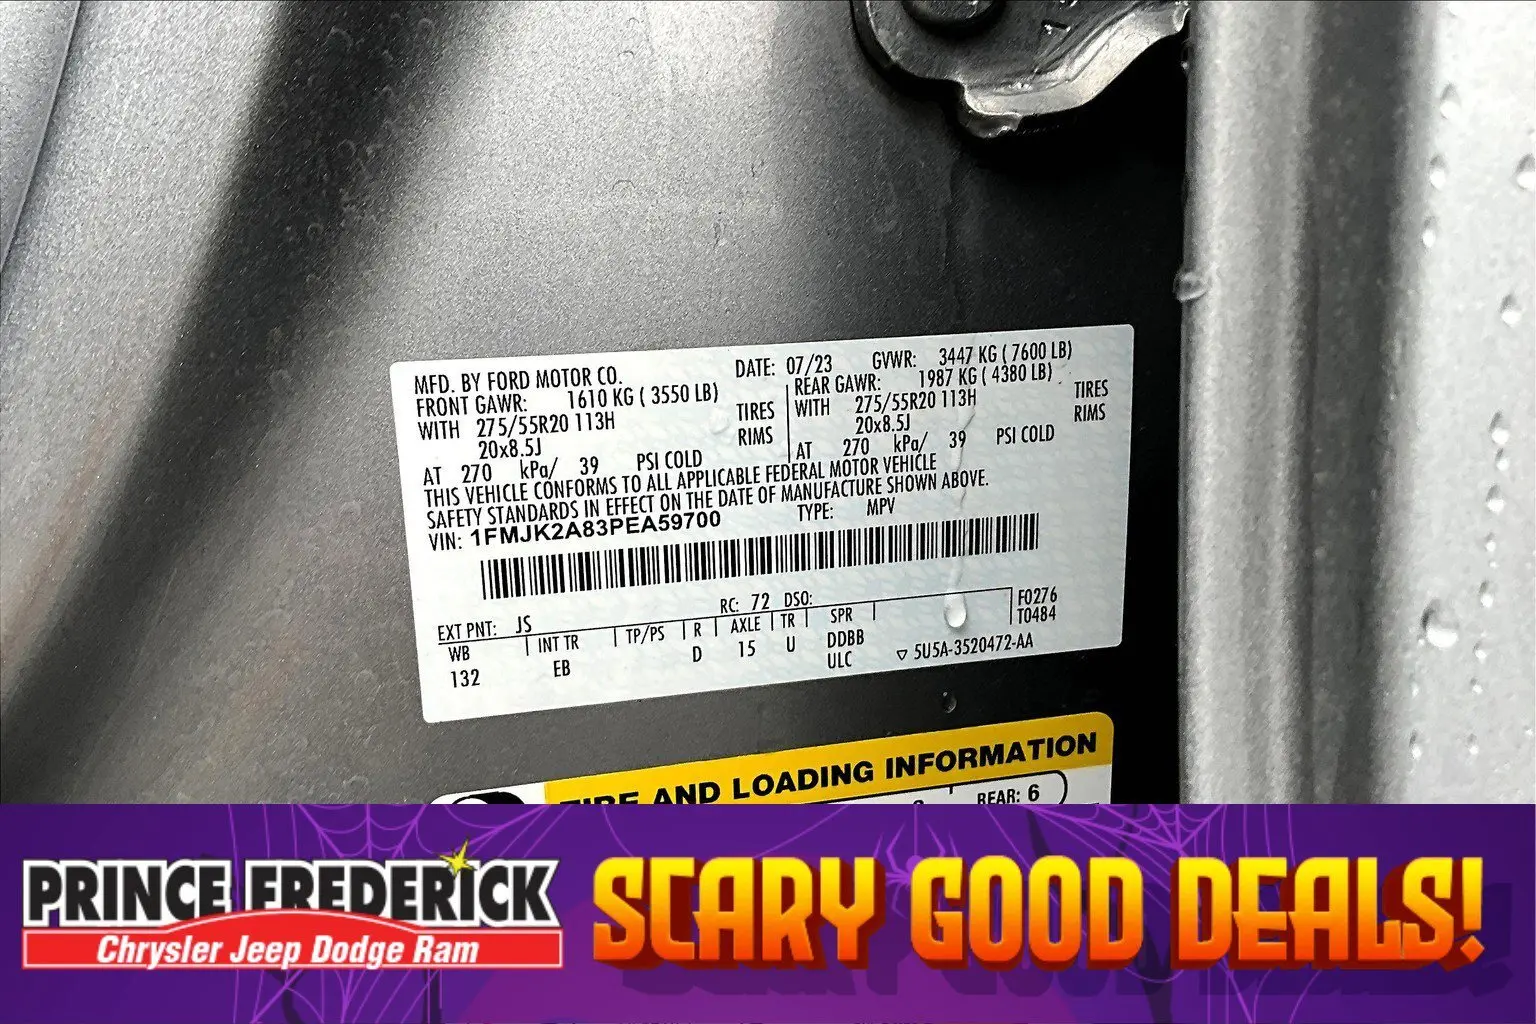 MFD. BY FORD MOTOR CO. DATE: 07/23 GVWR: 3447 KG ( 7600 LB)
FRONT GAWR: 1610 KG ( 3550 LB) REAR GAWR: 1987 KG ( 4380 LB)
WITH 275/55R20 113H TIRES WITH 275/55R20 113H TIRES
20x8.5J RIMS 20x8.5J RIMS
AT 270 kPa/ 39 PSI COLD AT 270 kPa/ 39 PSI COLD
THIS VEHICLE CONFORMS TO ALL APPLICABLE FEDERAL MOTOR VEHICLE
SAFETY STANDARDS IN EFFECT ON THE DATE OF MANUFACTURE SHOWN ABOVE.
VIN: 1FMJK2A83PEA59700 TYPE: MPV
EXT PNT: JS RC: 72 DSO: F0276
WB INT TR TP/PS R AXLE TR SPR T0484
132 EB D 15 U DDBB
ULC ▽ 5U5A-3520472-AA
TIRE AND LOADING INFORMATION
REAR: 6
PRINCE FREDERICK
Chrysler Jeep Dodge Ram
SCARY GOOD DEALS!